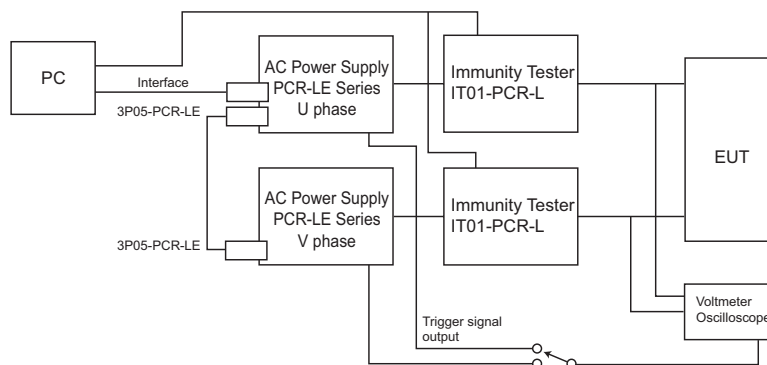 PC
Interface
3P05-PCR-LE
AC Power Supply
PCR-LE Series
U phase
Immunity Tester
IT01-PCR-L
EUT
AC Power Supply
PCR-LE Series
V phase
3P05-PCR-LE
Immunity Tester
IT01-PCR-L
Voltmeter
Oscilloscope
Trigger signal
output